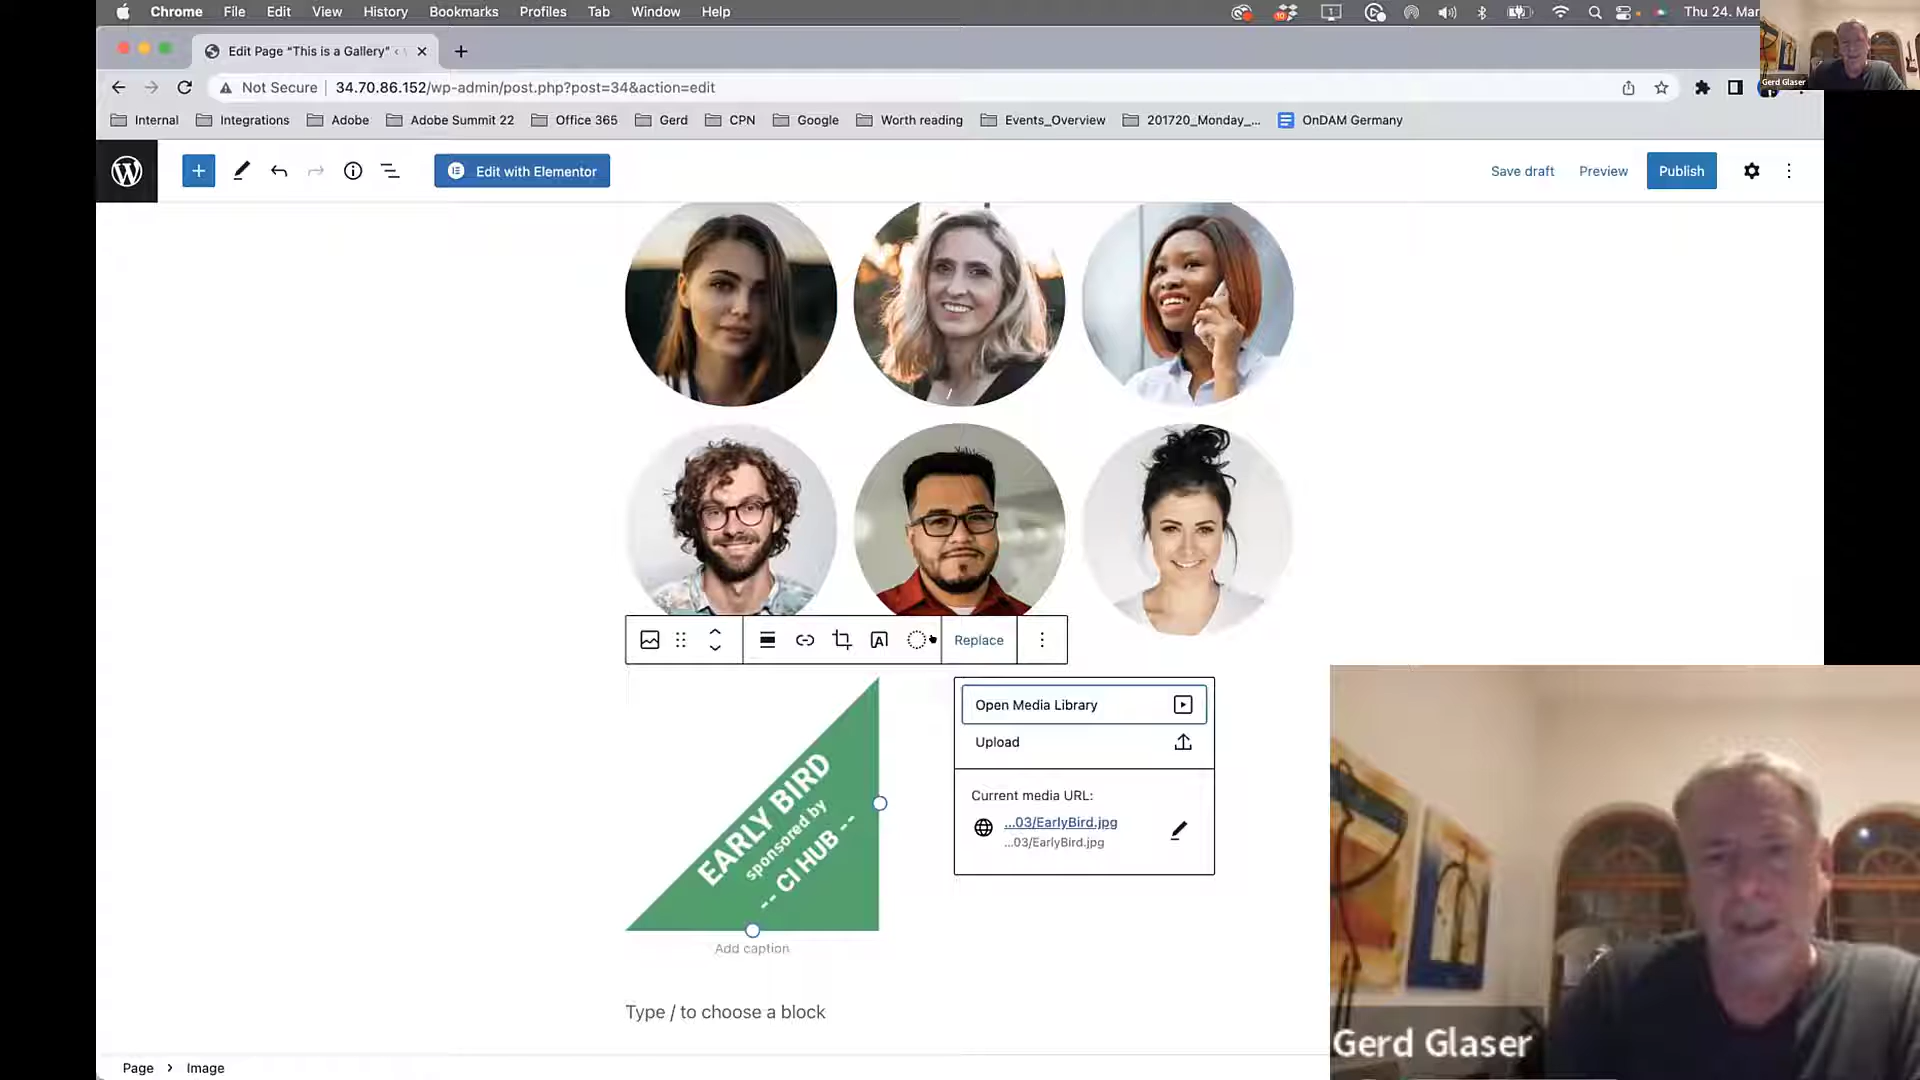 Chrome File Edit View History Bookmarks Profiles Tab Window Help
10 1 Thu 24. Mar
Edit Page “This is a Gallery” ‹
Gerd Glaser
Not Secure 34.70.86.152/wp-admin/post.php?post=34&action=edit
Internal Integrations Adobe Adobe Summit 22 Office 365 Gerd CPN Google Worth reading Events_Overview 201720_Monday_... OnDAM Germany
Edit with Elementor Save draft Preview Publish
Replace
Open Media Library
Upload
Current media URL:
...03/EarlyBird.jpg
...03/EarlyBird.jpg
EARLY BIRD
sponsored by
-- CI HUB --
Add caption
Type / to choose a block
Gerd Glaser
Page › Image